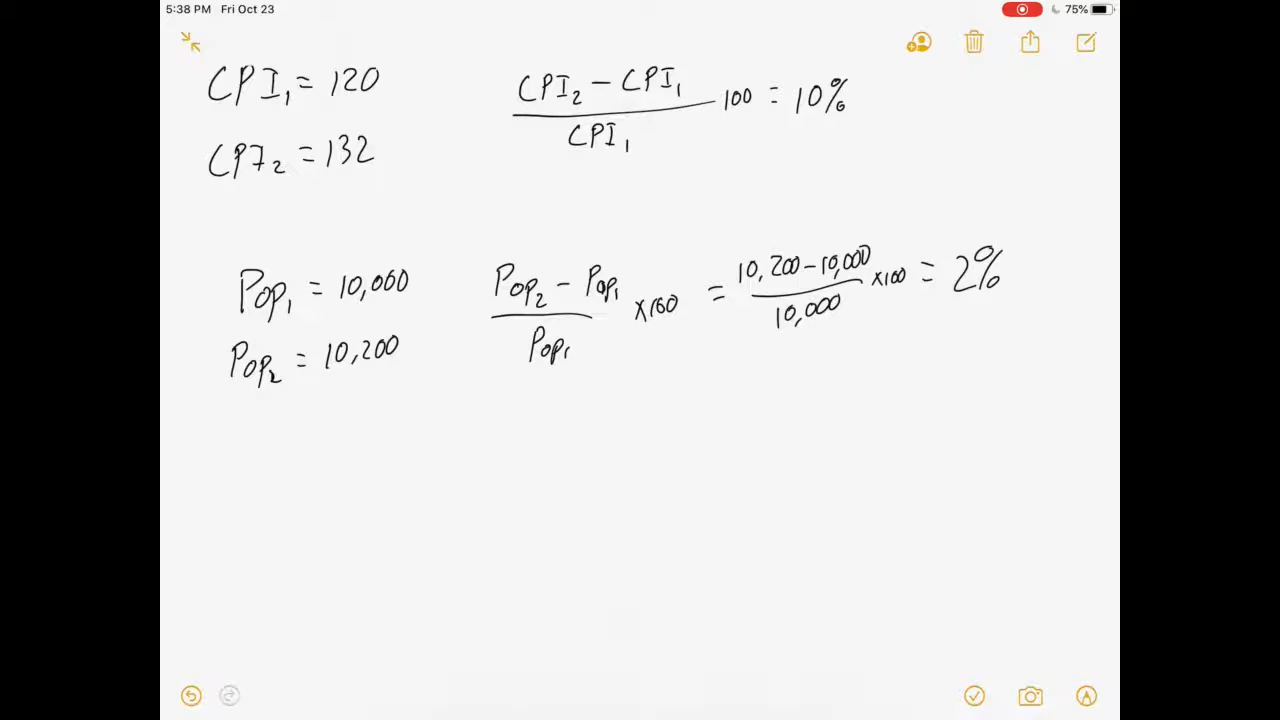 5:38 PM Fri Oct 23 75%
CPI₁ = 120
CPI₂ = 132
CPI₂ - CPI₁
CPI₁
100 = 10%
Pop₁ = 10,000
Pop₂ = 10,200
Pop₂ - Pop₁
Pop₁
x100 =
10,200 - 10,000
10,000
x100 = 2%